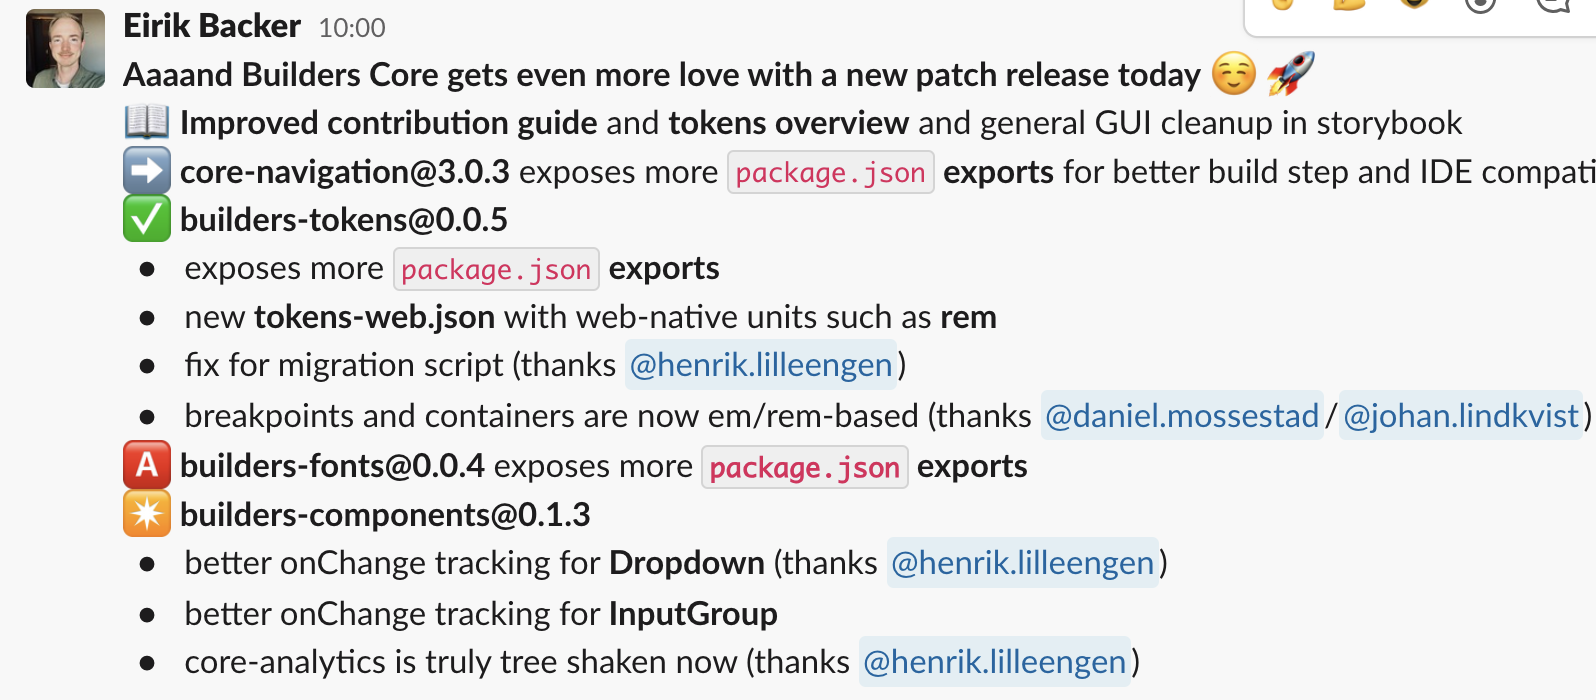 Eirik Backer 10:00
Aaaand Builders Core gets even more love with a new patch release today ☺️ 🚀
📖 Improved contribution guide and tokens overview and general GUI cleanup in storybook
➡️ core-navigation@3.0.3 exposes more package.json exports for better build step and IDE
✅ builders-tokens@0.0.5
● exposes more package.json exports
● new tokens-web.json with web-native units such as rem
● fix for migration script (thanks @henrik.lilleengen)
● breakpoints and containers are now em/rem-based (thanks @daniel.mossestad/@johan.lindkvist)
🅰️ builders-fonts@0.0.4 exposes more package.json exports
✴️ builders-components@0.1.3
● better onChange tracking for Dropdown (thanks @henrik.lilleengen)
● better onChange tracking for InputGroup
● core-analytics is truly tree shaken now (thanks @henrik.lilleengen)